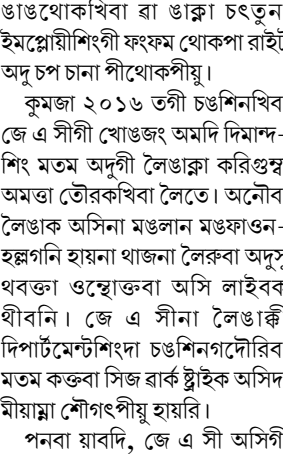 ঙাঙথোকখিবা ৱা ঙাক্না চৎতুন
ইমপ্লোয়ীশিংগী ফংফম থোকপা রাইট
অদু চপ চানা পীথোকপীয়ু।
কুমজা ২০১৬ তগী চঙশিনখিব
জে এ সীগী খোঙজং অমদি দিমান্দ-
শিং মতম অদুগী লৈঙাক্না করিগুম্ব
অমত্তা তৌরকখিবা লৈতে। অনৌব
লৈঙাক অসিনা মঙলান মঙফাওন-
হল্লগনি হায়না থাজনা লৈরুবা অদুসু
থবক্তা ওন্থোক্তবা অসি লাইবক
থীবনি। জে এ সীনা লৈঙাক্কী
দিপার্টমেন্টশিংদা চঙশিনগদৌরিব
মতম কক্তবা সিজ ৱার্ক ষ্ট্রাইক অসিদ
মীয়াম্না শৌগৎপীয়ু হায়রি।
পনবা য়াবদি, জে এ সী অসিগী